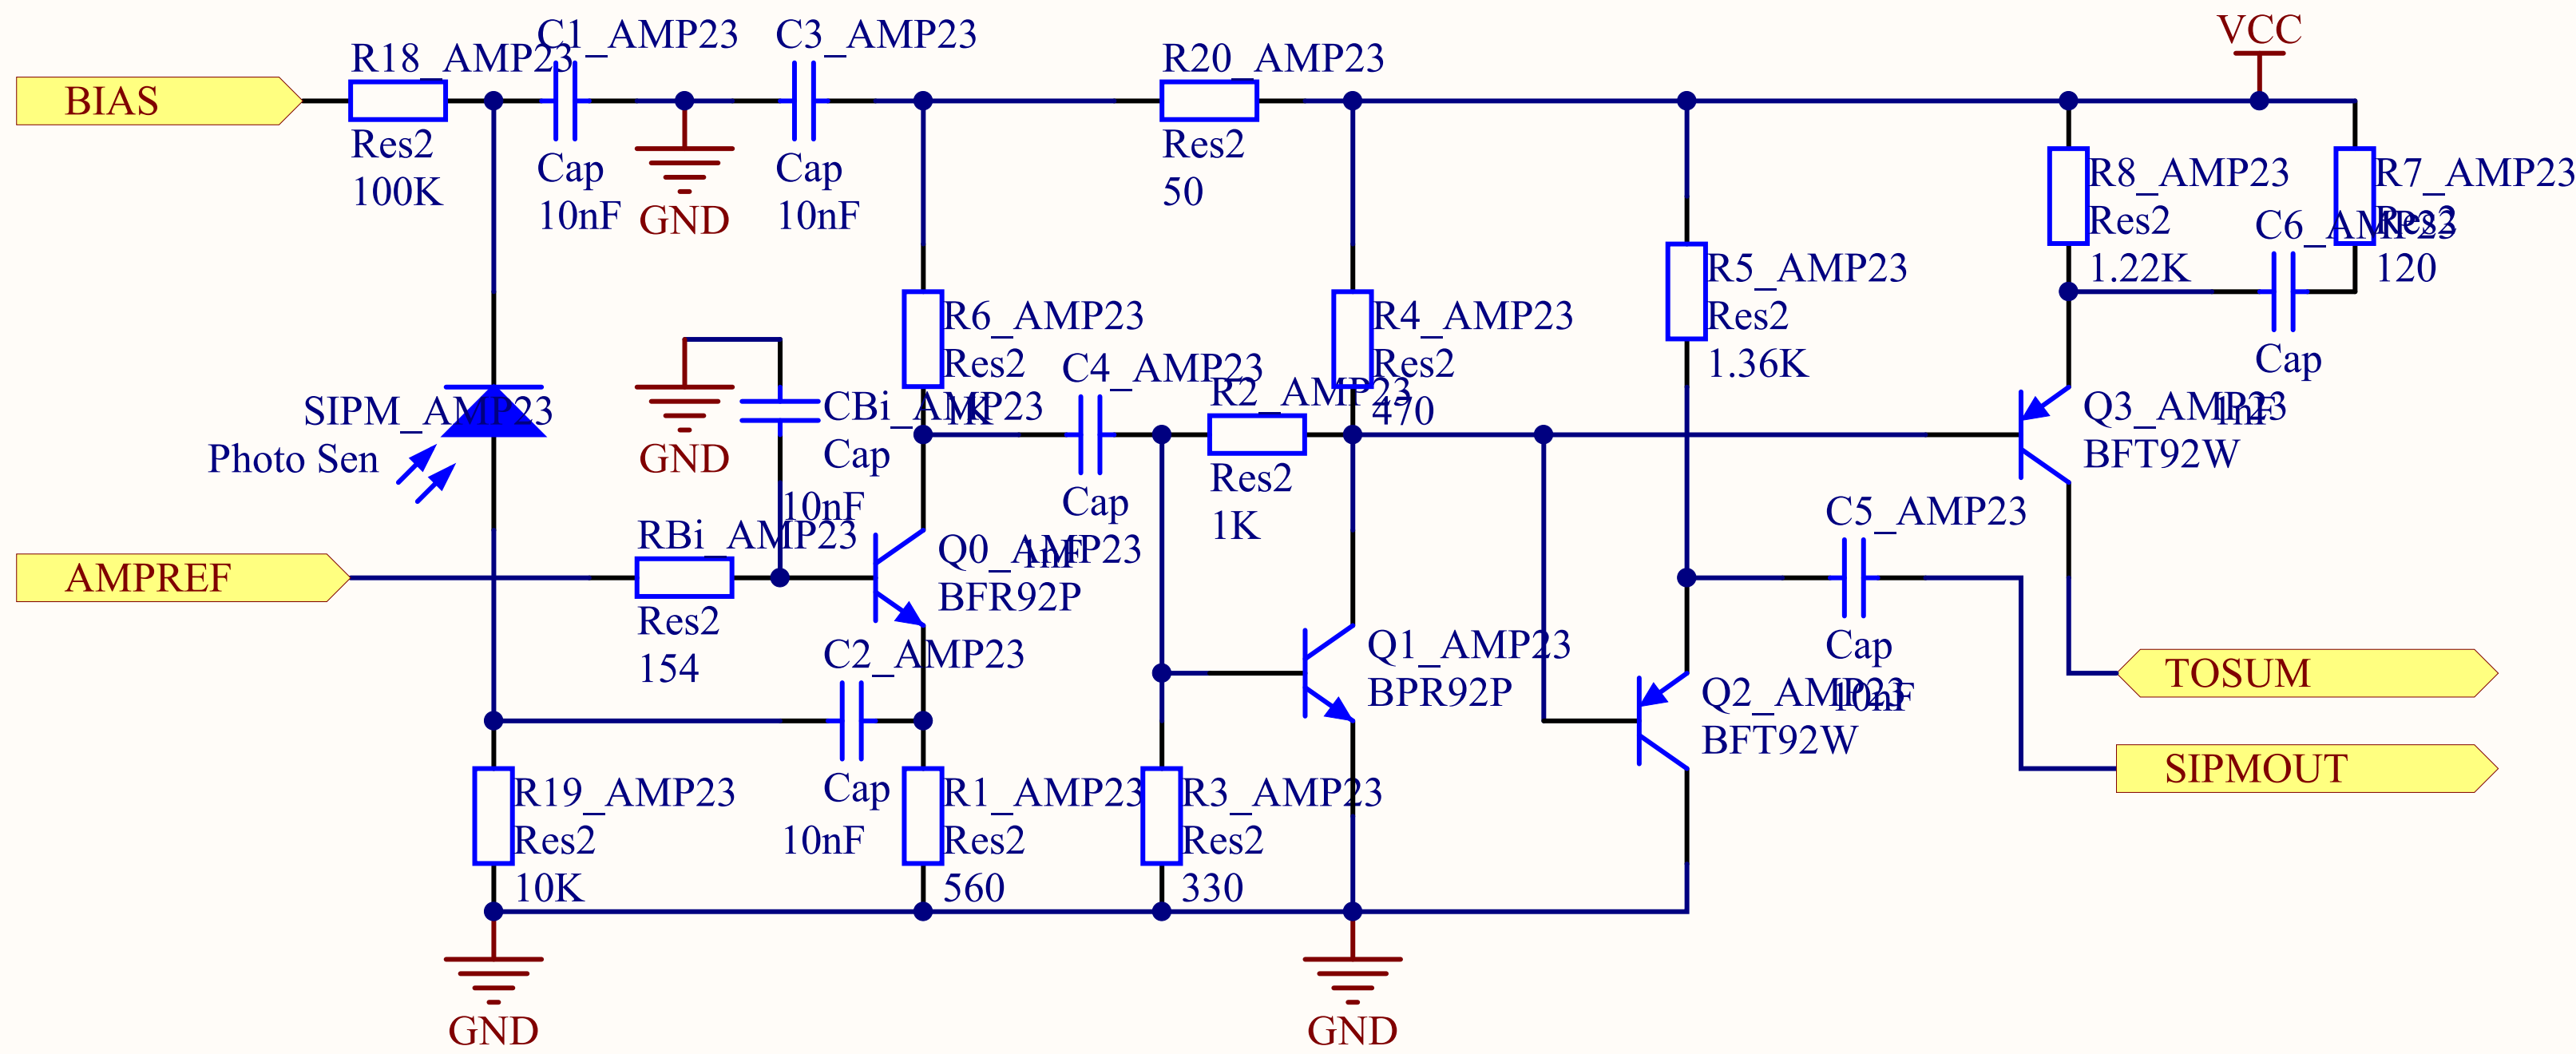 VCC
C1_AMP23
C3_AMP23
R18_AMP23
R20_AMP23
BIAS
Res2
100K
Cap
10nF
GND
Cap
10nF
Res2
50
R8_AMP23
Res2
1.22K
R7_AMP23
Res2
120
C6_AMP23
Cap
1nF
R5_AMP23
Res2
1.36K
R6_AMP23
Res2
1K
R4_AMP23
Res2
470
C4_AMP23
Cap
1nF
R2_AMP23
Res2
1K
SIPM_AMP23
Photo Sen
GND
CBi_AMP23
Cap
10nF
Q3_AMP23
BFT92W
C5_AMP23
Cap
10nF
AMPREF
RBi_AMP23
Res2
154
Q0_AMP23
BFR92P
C2_AMP23
Cap
10nF
Q1_AMP23
BPR92P
Q2_AMP23
BFT92W
TOSUM
SIPMOUT
R19_AMP23
Res2
10K
R1_AMP23
Res2
560
R3_AMP23
Res2
330
GND
GND